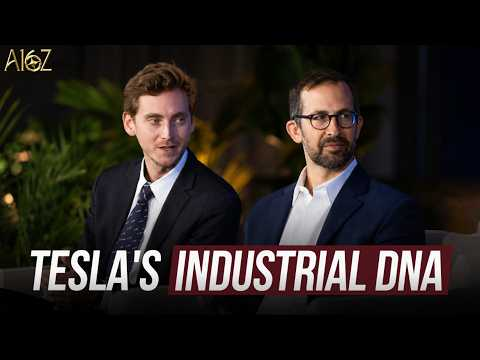 A16Z
TESLA'S INDUSTRIAL DNA